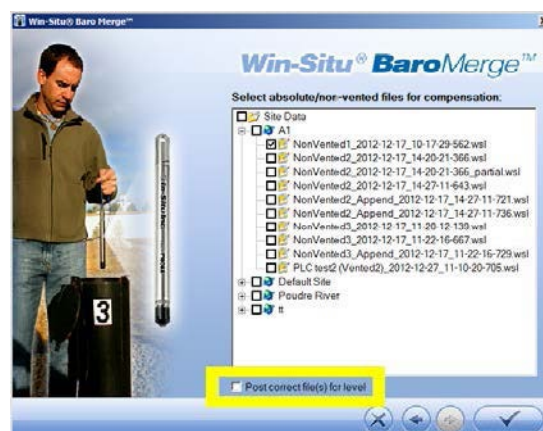 Win-Situ® Baro Merge™
Win-Situ® BaroMerge™
Select absolute/non-vented files for compensation:
Site Data
A1
NonVented1_2012-12-17_10-17-29-562.wsl
NonVented2_2012-12-17_14-20-21-366.wsl
NonVented2_2012-12-17_14-20-21-366_partial.wsl
NonVented2_2012-12-17_14-27-11-643.wsl
NonVented2_Append_2012-12-17_14-27-11-721.wsl
NonVented2_Append_2012-12-17_14-27-11-736.wsl
NonVented3_2012-12-17_11-20-12-139.wsl
NonVented3_2012-12-17_11-22-16-667.wsl
NonVented3_Append_2012-12-17_11-22-16-729.wsl
PLC test2 (Vented2)_2012-12-27_11-10-20-705.wsl
Default Site
Poudre River
tt
3
Post correct file(s) for level